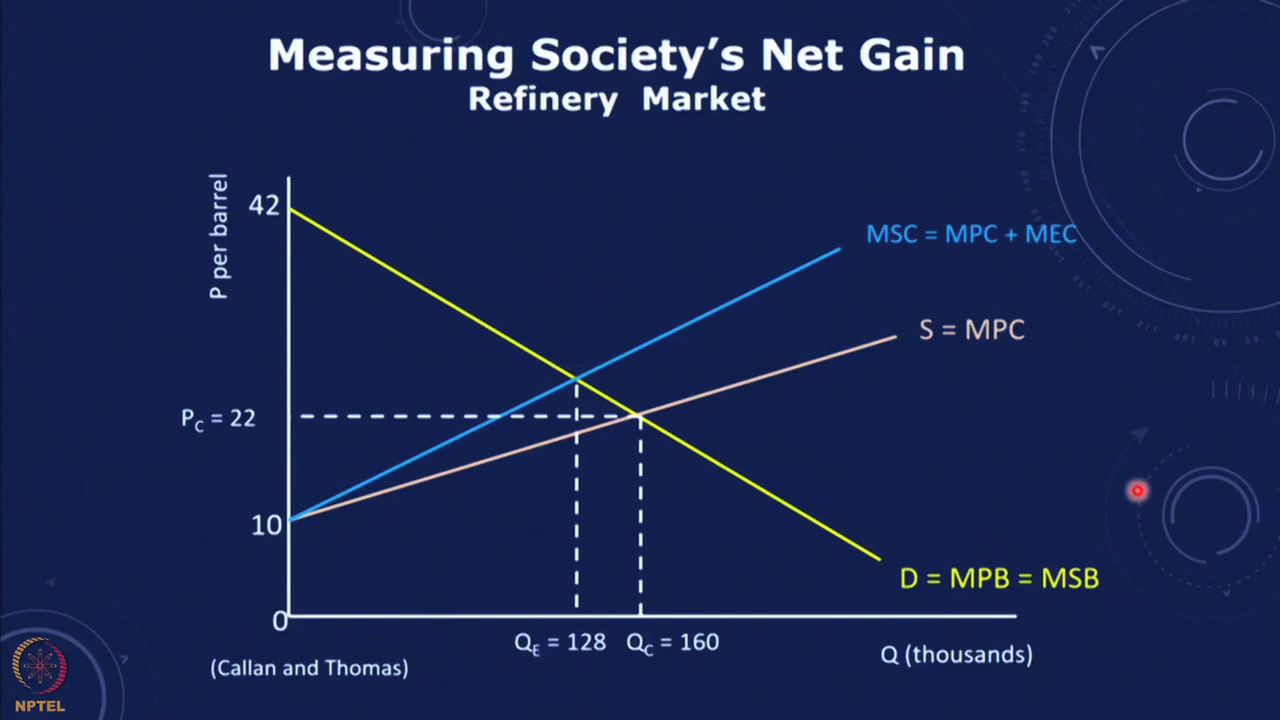 Measuring Society's Net Gain
Refinery Market
P per barrel
42
MSC = MPC + MEC
S = MPC
P_C = 22
10
D = MPB = MSB
0
Q_E = 128 Q_C = 160
Q (thousands)
(Callan and Thomas)
NPTEL